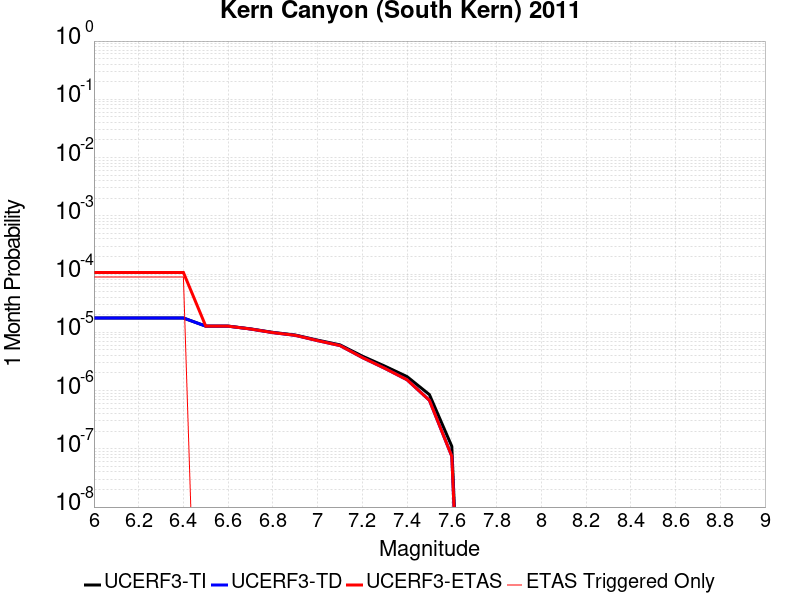 Kern Canyon (South Kern) 2011
1 Month Probability
10^0
10^-1
10^-2
10^-3
10^-4
10^-5
10^-6
10^-7
10^-8
6 6.2 6.4 6.6 6.8 7 7.2 7.4 7.6 7.8 8 8.2 8.4 8.6 8.8 9
Magnitude
UCERF3-TI UCERF3-TD UCERF3-ETAS ETAS Triggered Only